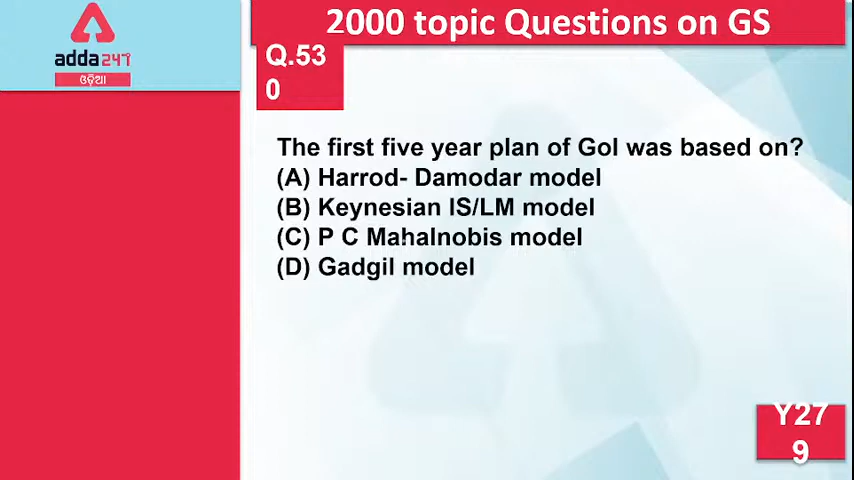 adda247
ଓଡ଼ିଆ
2000 topic Questions on GS
Q.53
0
The first five year plan of GoI was based on?
(A) Harrod- Damodar model
(B) Keynesian IS/LM model
(C) P C Mahalnobis model
(D) Gadgil model
Y27
9